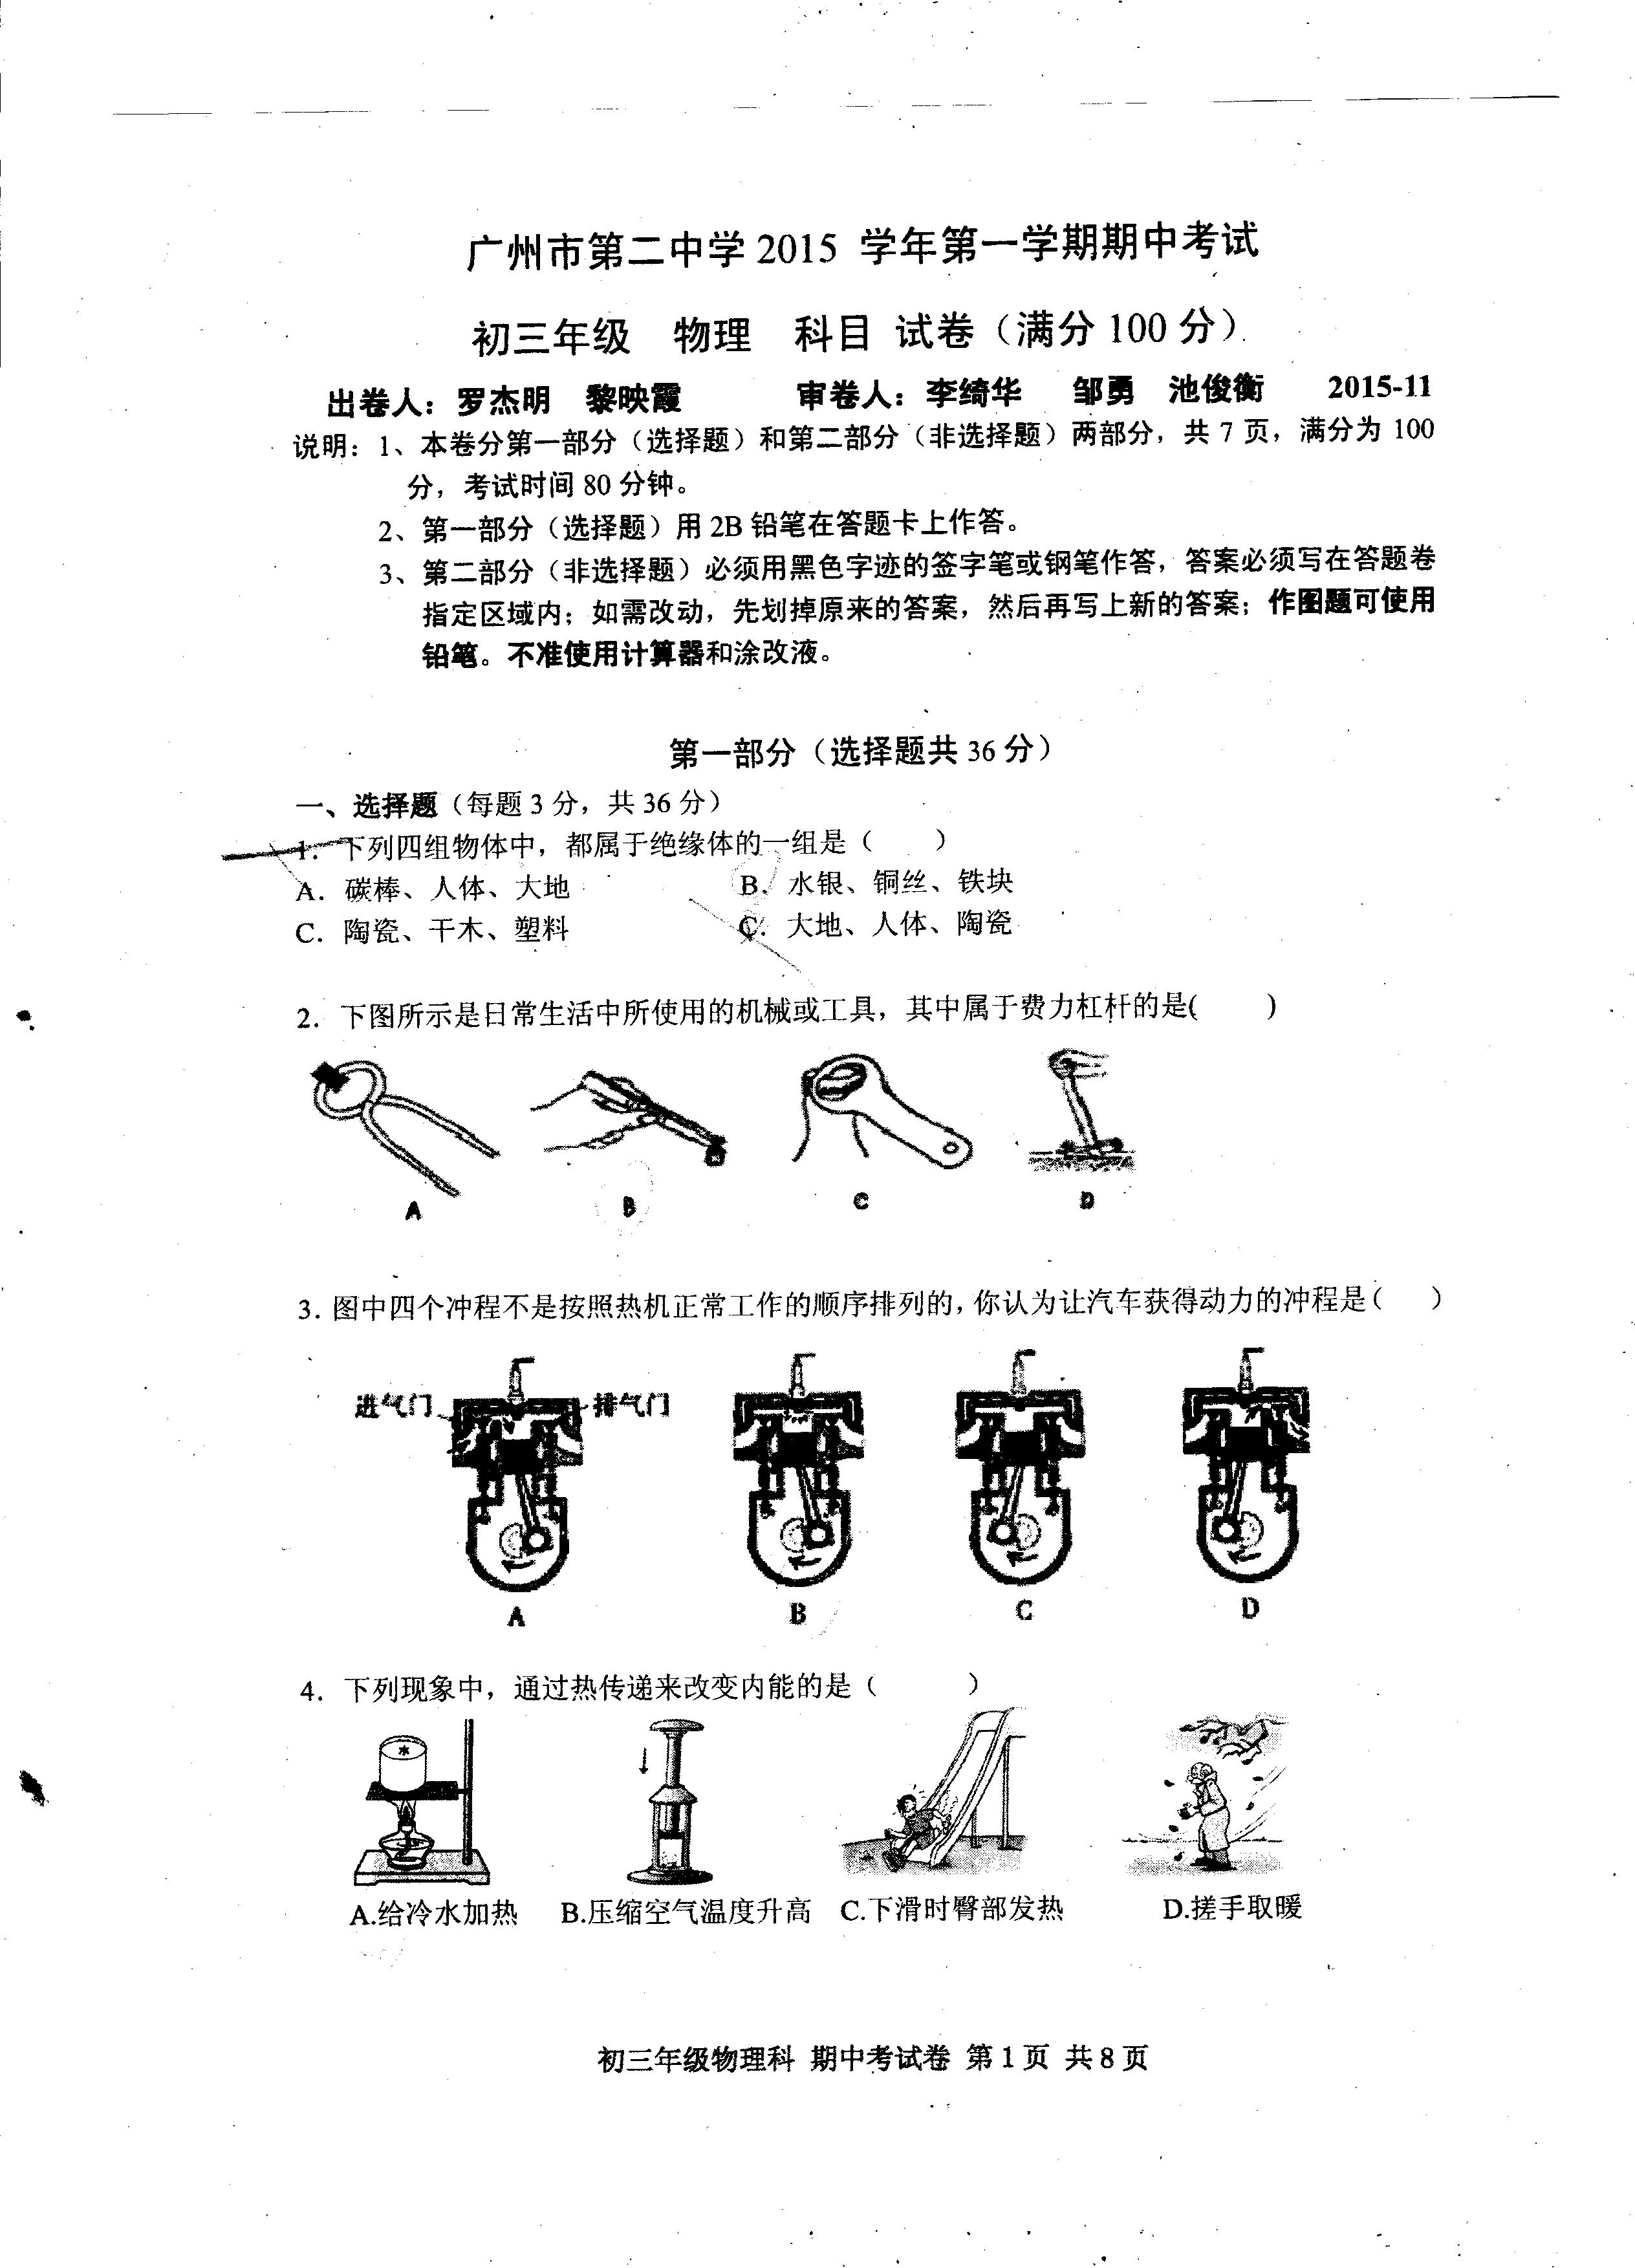 广州市第二中学2015 学年第一学期期中考试
初三年级 物理 科目 试卷（满分100分）
出卷人：罗杰明 黎映霞 审卷人：李绮华 邹勇 池俊衡 2015-11
说明：1、本卷分第一部分（选择题）和第二部分（非选择题）两部分，共7页，满分为100
分，考试时间80分钟。
2、第一部分（选择题）用2B铅笔在答题卡上作答。
3、第二部分（非选择题）必须用黑色字迹的签字笔或钢笔作答，答案必须写在答题卷
指定区域内；如需改动，先划掉原来的答案，然后再写上新的答案；作图题可使用
铅笔。不准使用计算器和涂改液。
第一部分（选择题共36分）
一、选择题（每题3分，共36分）
1. 下列四组物体中，都属于绝缘体的一组是（ ）
A. 碳棒、人体、大地 B. 水银、铜丝、铁块
C. 陶瓷、干木、塑料 C. 大地、人体、陶瓷
2. 下图所示是日常生活中所使用的机械或工具，其中属于费力杠杆的是( )
A B C D
3. 图中四个冲程不是按照热机正常工作的顺序排列的，你认为让汽车获得动力的冲程是( )
进气门 排气门
A B C D
4. 下列现象中，通过热传递来改变内能的是（ ）
水
A.给冷水加热 B.压缩空气温度升高 C.下滑时臀部发热 D.搓手取暖
初三年级物理科 期中考试卷 第1页 共8页